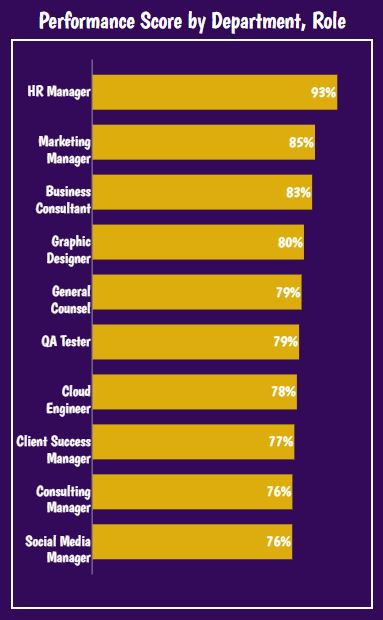 Performance Score by Department, Role
HR Manager
93%
Marketing
Manager
85%
Business
Consultant
83%
Graphic
Designer
80%
General
Counsel
79%
QA Tester
79%
Cloud
Engineer
78%
Client Success
Manager
77%
Consulting
Manager
76%
Social Media
Manager
76%